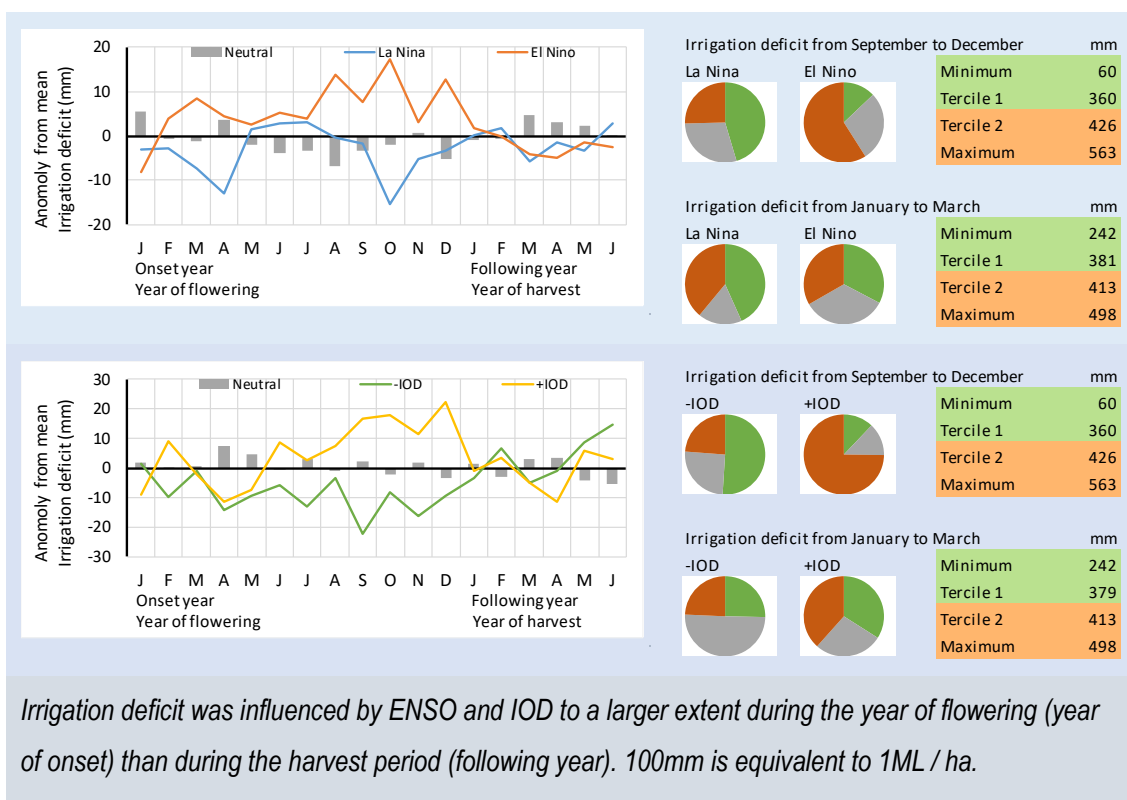 20
10
0
-10
-20
Anomoly from mean
Irrigation deficit (mm)
Neutral La Nina El Nino
J F M A M J J A S O N D J F M A M J
Onset year Following year
Year of flowering Year of harvest
Irrigation deficit from September to December mm
La Nina El Nino
Minimum 60
Tercile 1 360
Tercile 2 426
Maximum 563
Irrigation deficit from January to March mm
La Nina El Nino
Minimum 242
Tercile 1 381
Tercile 2 413
Maximum 498
30
20
10
0
-10
-20
-30
Anomoly from mean
Irrigation deficit (mm)
Neutral -IOD +IOD
J F M A M J J A S O N D J F M A M J
Onset year Following year
Year of flowering Year of harvest
Irrigation deficit from September to December mm
-IOD +IOD
Minimum 60
Tercile 1 360
Tercile 2 426
Maximum 563
Irrigation deficit from January to March mm
-IOD +IOD
Minimum 242
Tercile 1 379
Tercile 2 413
Maximum 498
Irrigation deficit was influenced by ENSO and IOD to a larger extent during the year of flowering (year
of onset) than during the harvest period (following year). 100mm is equivalent to 1ML / ha.